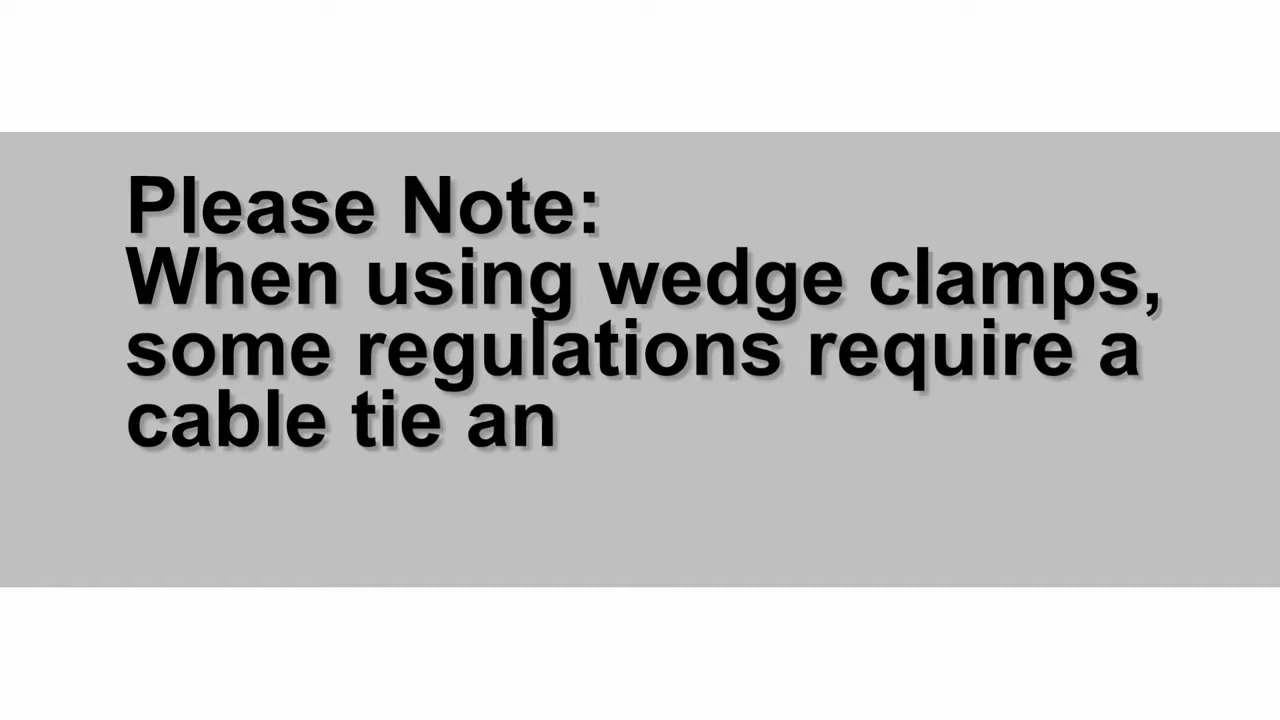 Please Note:
When using wedge clamps,
some regulations require a
cable tie an